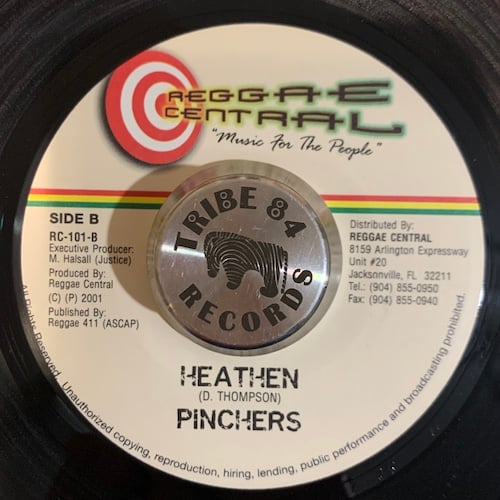 REGGAE
CENTRAL
"Music For The People"
SIDE B
RC-101-B
Executive Producer:
M. Halsall (Justice)
Produced By:
Reggae Central
(C) (P) 2001
Published By:
Reggae 411 (ASCAP)
TRIBE 84
RECORDS
Distributed By:
REGGAE CENTRAL
8159 Arlington Expressway
Unit #20
Jacksonville, FL 32211
Tel.: (904) 855-0950
Fax: (904) 855-0940
HEATHEN
(D. THOMPSON)
PINCHERS
All Rights Reserved. Unauthorized copying, reproduction, hiring, lending, public performance and broadcasting prohibited.